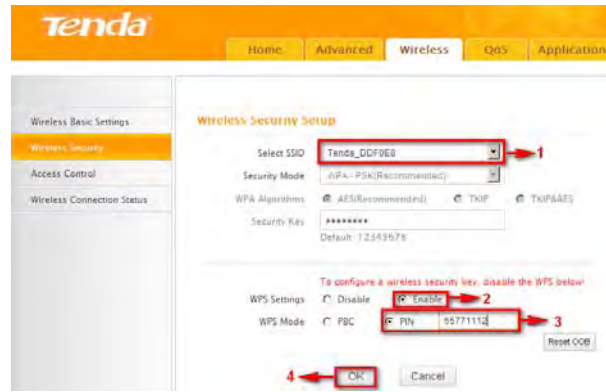 Tenda
Home Advanced Wireless QoS Application
Wireless Basic Settings
Wireless Security
Access Control
Wireless Connection Status
Wireless Security Setup
Select SSID Tenda_DDF0E0 1
Security Mode WPA - PSK(Recommended)
WPA Algorithms AES(Recommended) TKIP TKIP&AES
Security Key ********
Default: 12345678
To configure a wireless security key, disable the WPS below!
WPS Settings Disable Enable 2
WPS Mode PBC PIN 65771112 3
Reset OOB
4 OK Cancel